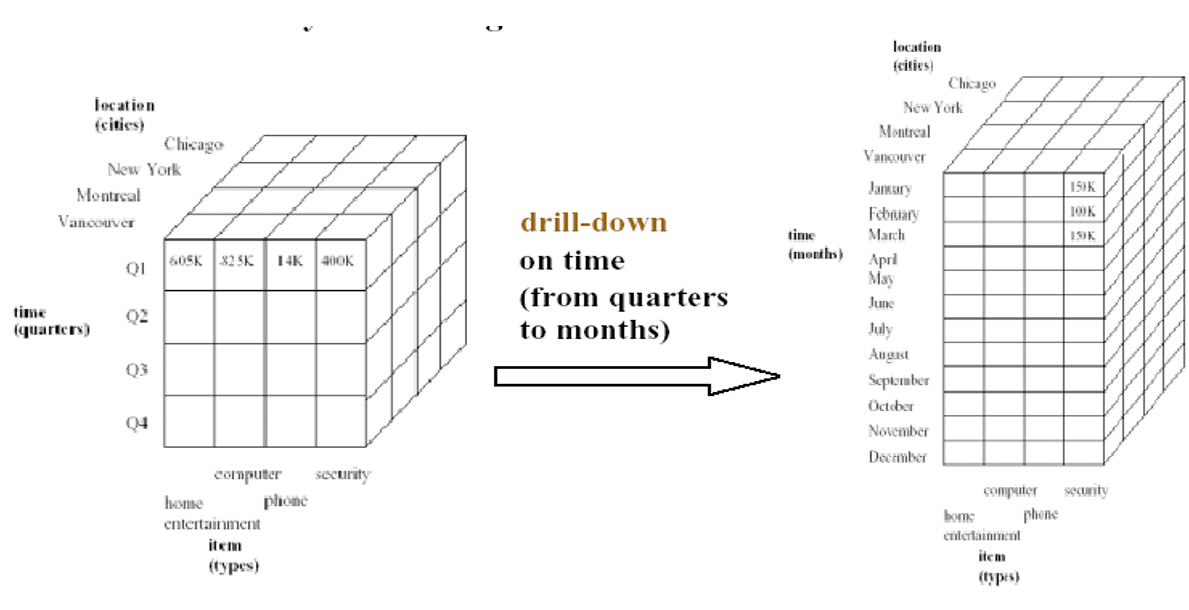 location
(cities)
Chicago
New York
Montreal
Vancouver
Q1
605K 825K 14K 400K
Q2
time
(quarters)
Q3
Q4
computer security
home phone
entertainment
item
(types)
drill-down
on time
(from quarters
to months)
location
(cities)
Chicago
New York
Montreal
Vancouver
January 150K
February 100K
March 150K
time
(months)
April
May
June
July
August
September
October
November
December
computer security
home phone
entertainment
item
(types)